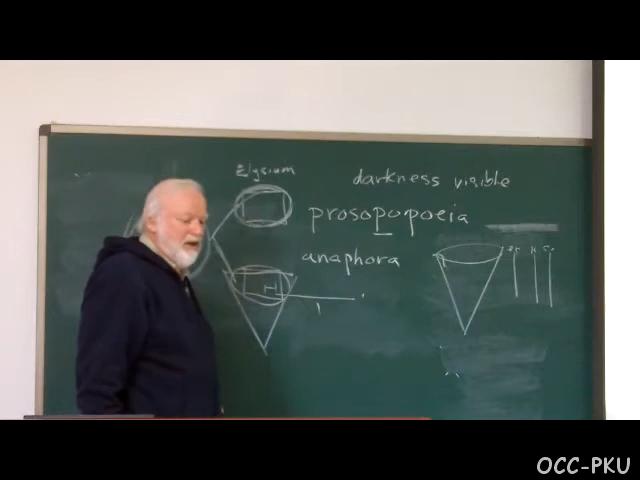 Elysium
darkness visible
prosopopoeia
anaphora
OCC-PKU